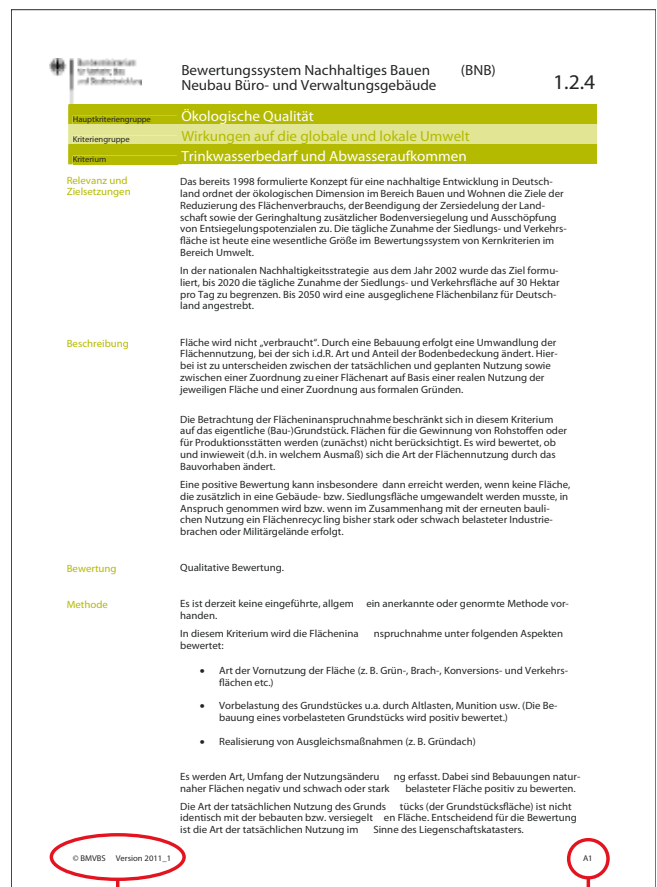 Bundesministerium
für Verkehr, Bau
und Stadtentwicklung
Bewertungssystem Nachhaltiges Bauen (BNB)
Neubau Büro- und Verwaltungsgebäude
1.2.4
Hauptkriteriengruppe Ökologische Qualität
Kriteriengruppe Wirkungen auf die globale und lokale Umwelt
Kriterium Trinkwasserbedarf und Abwasseraufkommen
Relevanz und
Zielsetzungen
Das bereits 1998 formulierte Konzept für eine nachhaltige Entwicklung in Deutsch-
land ordnet der ökologischen Dimension im Bereich Bauen und Wohnen die Ziele der
Reduzierung des Flächenverbrauchs, der Beendigung der Zersiedelung der Land-
schaft sowie der Geringhaltung zusätzlicher Bodenversiegelung und Ausschöpfung
von Entsiegelungspotenzialen zu. Die tägliche Zunahme der Siedlungs- und Verkehrs-
fläche ist heute eine wesentliche Größe im Bewertungssystem von Kernkriterien im
Bereich Umwelt.
In der nationalen Nachhaltigkeitsstrategie aus dem Jahr 2002 wurde das Ziel formu-
liert, bis 2020 die tägliche Zunahme der Siedlungs- und Verkehrsfläche auf 30 Hektar
pro Tag zu begrenzen. Bis 2050 wird eine ausgeglichene Flächenbilanz für Deutsch-
land angestrebt.
Beschreibung
Fläche wird nicht „verbraucht“. Durch eine Bebauung erfolgt eine Umwandlung der
Flächennutzung, bei der sich i.d.R. Art und Anteil der Bodenbedeckung ändert. Hier-
bei ist zu unterscheiden zwischen der tatsächlichen und geplanten Nutzung sowie
zwischen einer Zuordnung zu einer Flächenart auf Basis einer realen Nutzung der
jeweiligen Fläche und einer Zuordnung aus formalen Gründen.
Die Betrachtung der Flächeninanspruchnahme beschränkt sich in diesem Kriterium
auf das eigentliche (Bau-)Grundstück. Flächen für die Gewinnung von Rohstoffen oder
für Produktionsstätten werden (zunächst) nicht berücksichtigt. Es wird bewertet, ob
und inwieweit (d.h. in welchem Ausmaß) sich die Art der Flächennutzung durch das
Bauvorhaben ändert.
Eine positive Bewertung kann insbesondere dann erreicht werden, wenn keine Fläche,
die zusätzlich in eine Gebäude- bzw. Siedlungsfläche umgewandelt werden musste, in
Anspruch genommen wird bzw. wenn im Zusammenhang mit der erneuten bauli-
chen Nutzung ein Flächenrecyc ling bisher stark oder schwach belasteter Industrie-
brachen oder Militärgelände erfolgt.
Bewertung
Qualitative Bewertung.
Methode
Es ist derzeit keine eingeführte, allgem ein anerkannte oder genormte Methode vor-
handen.
In diesem Kriterium wird die Flächenina nspruchnahme unter folgenden Aspekten
bewertet:
• Art der Vornutzung der Fläche (z. B. Grün-, Brach-, Konversions- und Verkehrs-
flächen etc.)
• Vorbelastung des Grundstückes u.a. durch Altlasten, Munition usw. (Die Be-
bauung eines vorbelasteten Grundstücks wird positiv bewertet.)
• Realisierung von Ausgleichsmaßnahmen (z. B. Gründach)
Es werden Art, Umfang der Nutzungsänderu ng erfasst. Dabei sind Bebauungen natur-
naher Flächen negativ und schwach oder stark belasteter Fläche positiv zu bewerten.
Die Art der tatsächlichen Nutzung des Grunds tücks (der Grundstücksfläche) ist nicht
identisch mit der bebauten bzw. versiegelt en Fläche. Entscheidend für die Bewertung
ist die Art der tatsächlichen Nutzung im Sinne des Liegenschaftskatasters.
© BMVBS Version 2011_1
A1